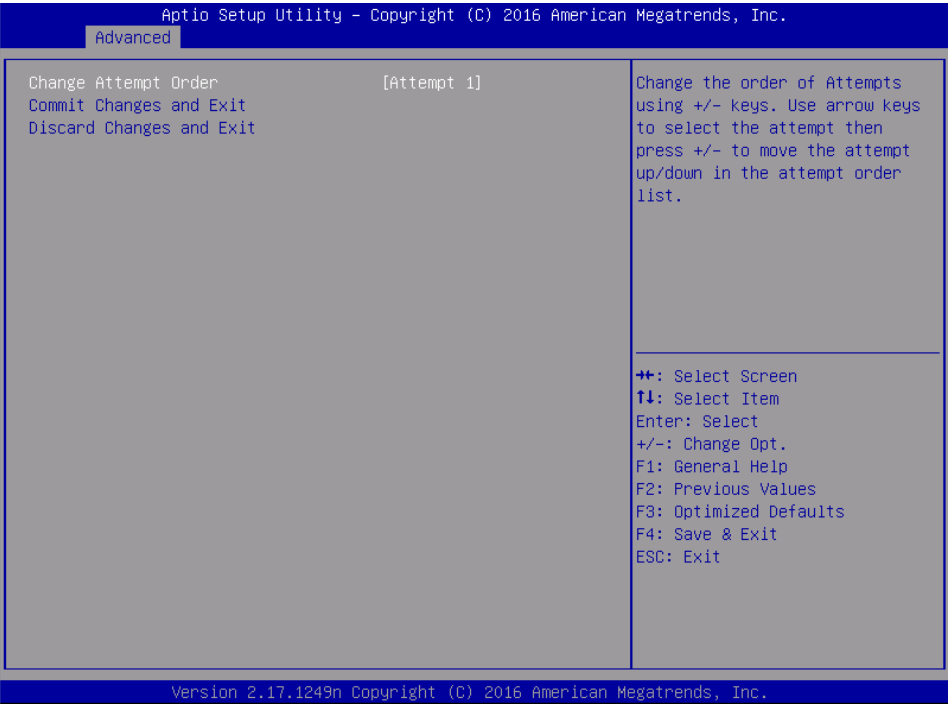 Aptio Setup Utility – Copyright (C) 2016 American Megatrends, Inc.
Advanced
Change Attempt Order [Attempt 1]
Commit Changes and Exit
Discard Changes and Exit
Change the order of Attempts
using +/- keys. Use arrow keys
to select the attempt then
press +/- to move the attempt
up/down in the attempt order
list.
→←: Select Screen
↑↓: Select Item
Enter: Select
+/-: Change Opt.
F1: General Help
F2: Previous Values
F3: Optimized Defaults
F4: Save & Exit
ESC: Exit
Version 2.17.1249n Copyright (C) 2016 American Megatrends, Inc.